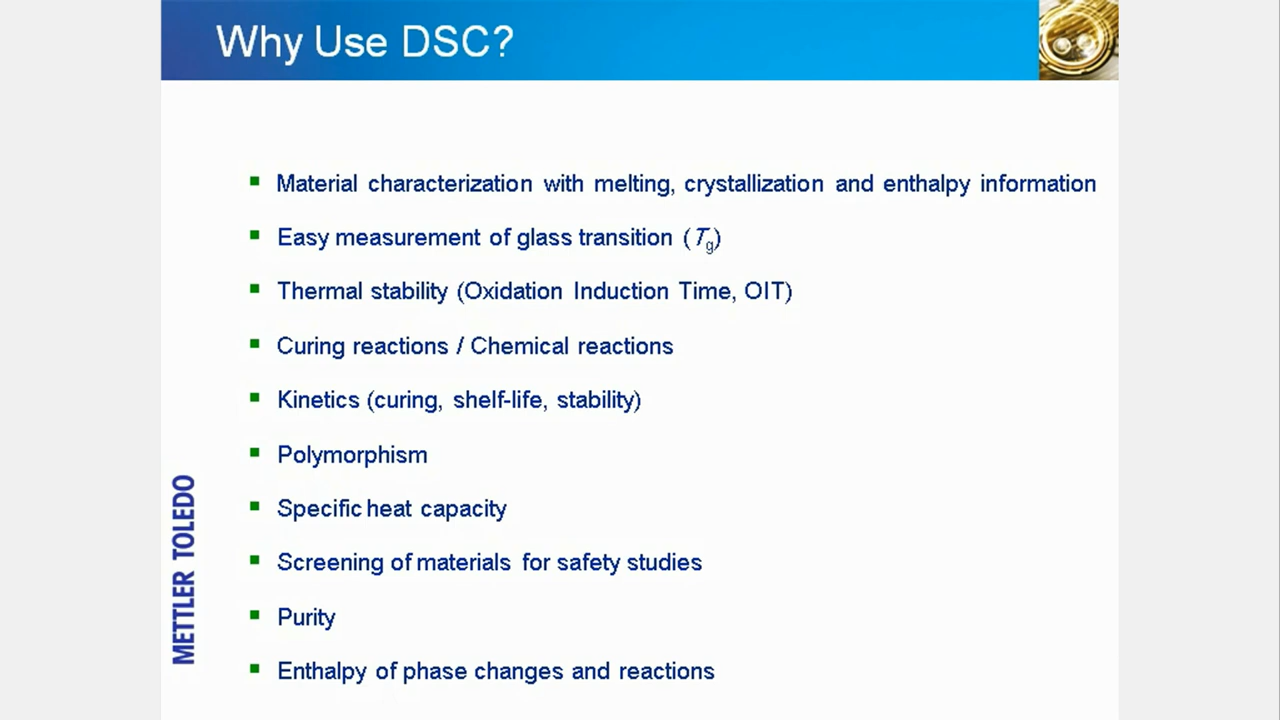 Why Use DSC?
Material characterization with melting, crystallization and enthalpy information
Easy measurement of glass transition (Tg)
Thermal stability (Oxidation Induction Time, OIT)
Curing reactions / Chemical reactions
Kinetics (curing, shelf-life, stability)
Polymorphism
Specific heat capacity
Screening of materials for safety studies
Purity
Enthalpy of phase changes and reactions
METTLER TOLEDO